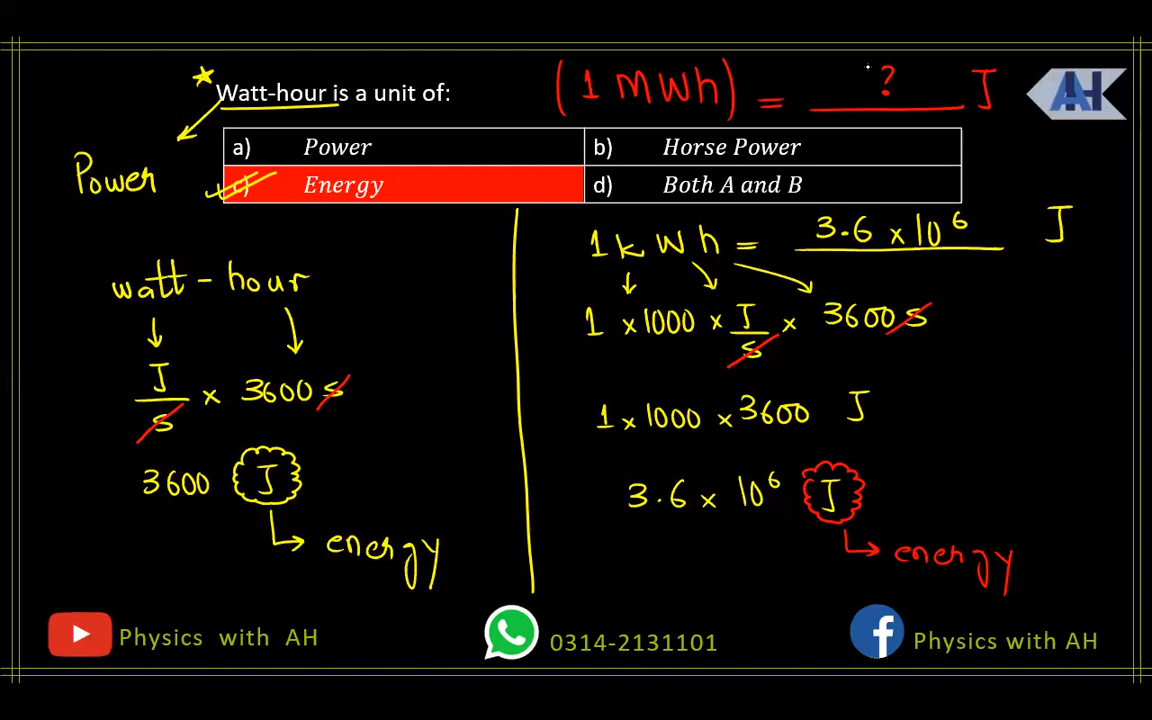 (1 MWh) = ? J
Watt-hour is a unit of:
AH
a) Power b) Horse Power
c) Energy d) Both A and B
Power
1 k W h = 3.6 x 10^6 J
watt - hour
1 x 1000 x J/s x 3600 s
J/s x 3600 s
1 x 1000 x 3600 J
3600 J
3.6 x 10^6 J
energy
energy
Physics with AH 0314-2131101 Physics with AH